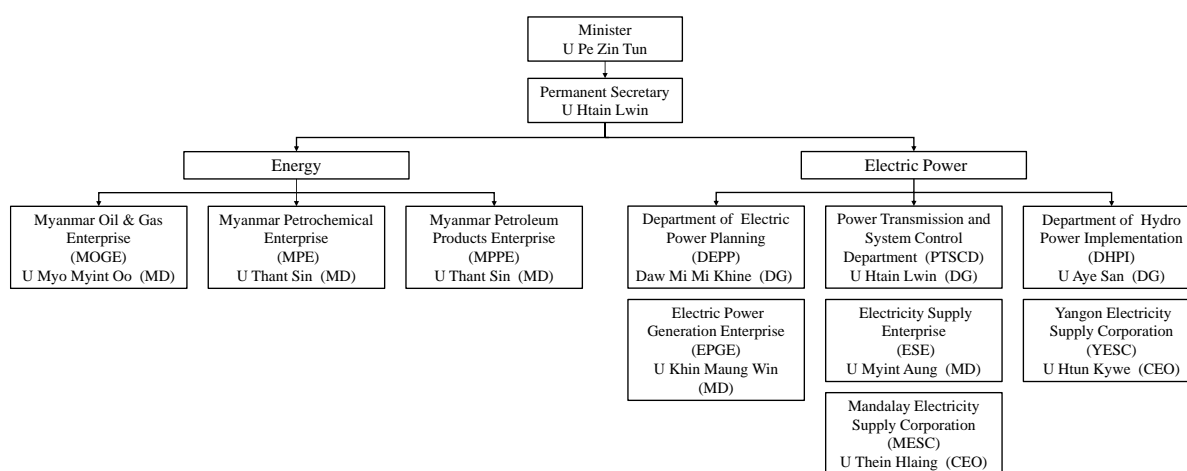 Minister
U Pe Zin Tun
Permanent Secretary
U Htain Lwin
Energy
Electric Power
Myanmar Oil & Gas
Enterprise
(MOGE)
U Myo Myint Oo (MD)
Myanmar Petrochemical
Enterprise
(MPE)
U Thant Sin (MD)
Myanmar Petroleum
Products Enterprise
(MPPE)
U Thant Sin (MD)
Department of Electric
Power Planning
(DEPP)
Daw Mi Mi Khine (DG)
Power Transmission and
System Control
Department (PTSCD)
U Htain Lwin (DG)
Department of Hydro
Power Implementation
(DHPI)
U Aye San (DG)
Electric Power
Generation Enterprise
(EPGE)
U Khin Maung Win
(MD)
Electricity Supply
Enterprise
(ESE)
U Myint Aung (MD)
Yangon Electricity
Supply Corporation
(YESC)
U Htun Kywe (CEO)
Mandalay Electricity
Supply Corporation
(MESC)
U Thein Hlaing (CEO)